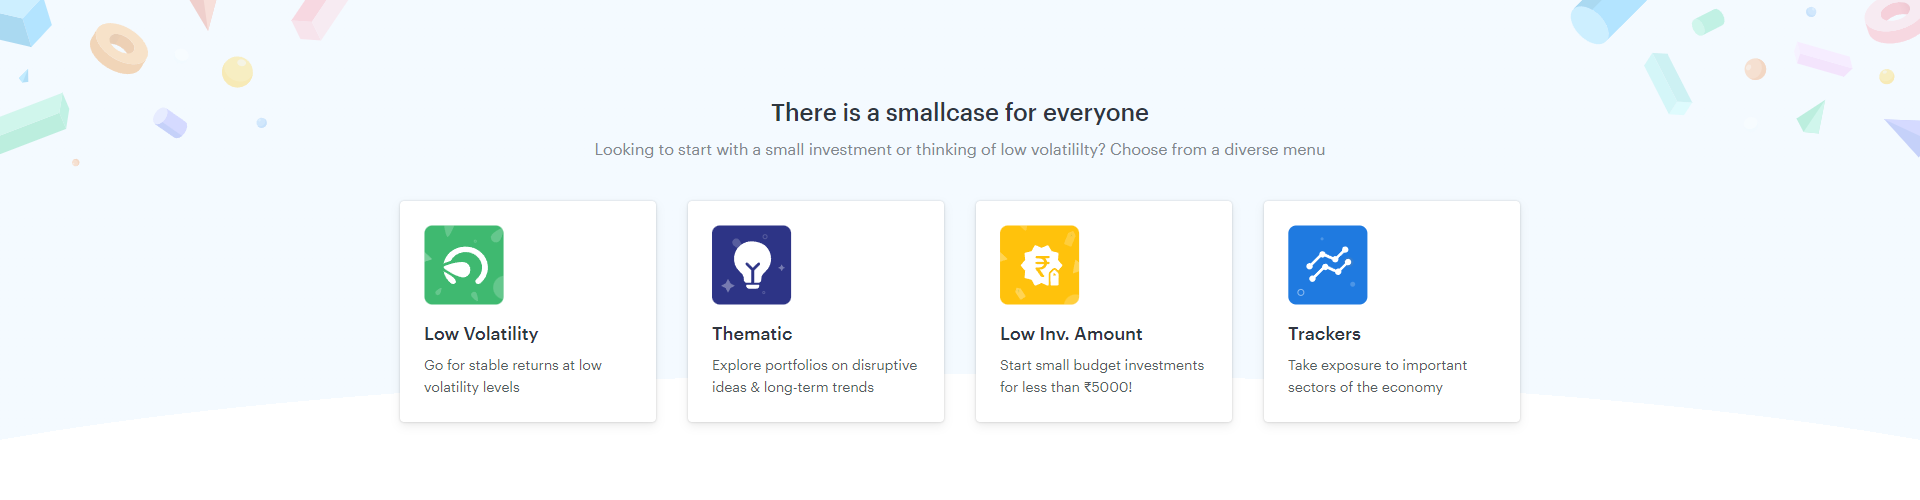 There is a smallcase for everyone
Looking to start with a small investment or thinking of low volatililty? Choose from a diverse menu
Low Volatility
Go for stable returns at low
volatility levels
Thematic
Explore portfolios on disruptive
ideas & long-term trends
₹
Low Inv. Amount
Start small budget investments
for less than ₹5000!
Trackers
Take exposure to important
sectors of the economy